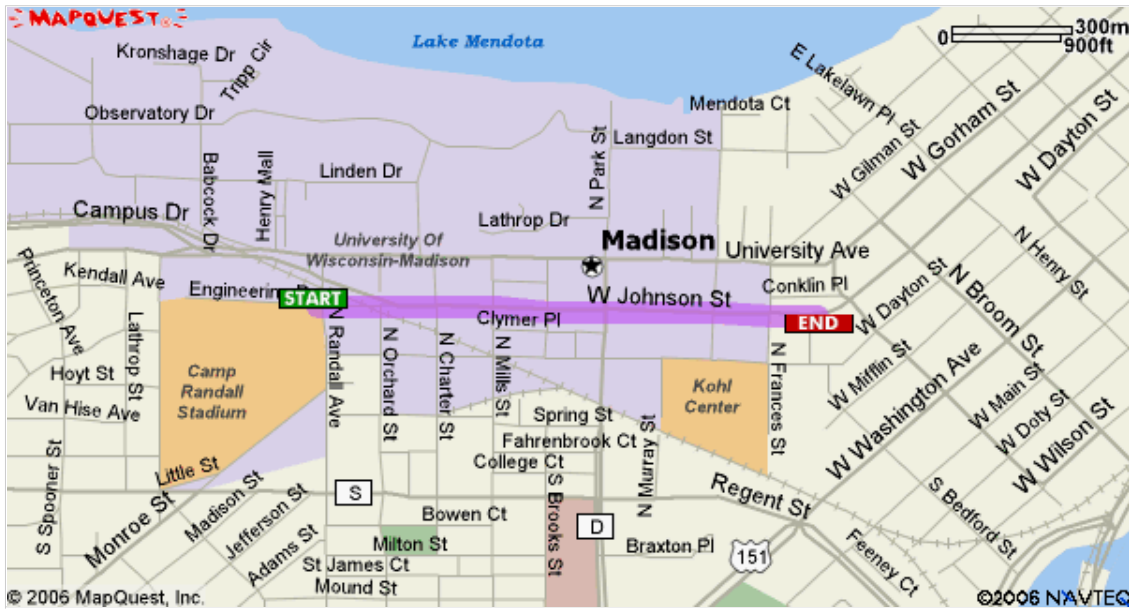 MAPQUEST
Lake Mendota
0 300m
900ft
Kronshage Dr
Tripp Cir
E Lakelawn Pl
Mendota Ct
Observatory Dr
Langdon St
N Park St
W Gilman St
W Gorham St
W Dayton St
Babcock Dr
Henry Mall
Linden Dr
Lathrop Dr
Campus Dr
University Of
Wisconsin-Madison
Madison
University Ave
N Henry St
Princeton Ave
Kendall Ave
Engineering
START
W Johnson St
Conklin Pl
W Dayton St
N Broom St
Clymer Pl
END
Lathrop St
N Randall Ave
N Orchard St
N Charter St
N Mills St
N Frances St
W Mifflin St
W Washington Ave
Hoyt St
Camp
Randall
Stadium
Kohl
Center
W Main St
W Doty St
W Wilson St
Van Hise Ave
Spring St
Fahrenbrook Ct
College Ct
N Murray St
Little St
S Spooner St
Monroe St
Madison St
Jefferson St
Adams St
S
Regent St
S Bedford St
S Brooks St
Bowen Ct
D
Milton St
Braxton Pl
151
Feeney Ct
St James Ct
Mound St
© 2006 MapQuest, Inc.
©2006 NAVTEQ